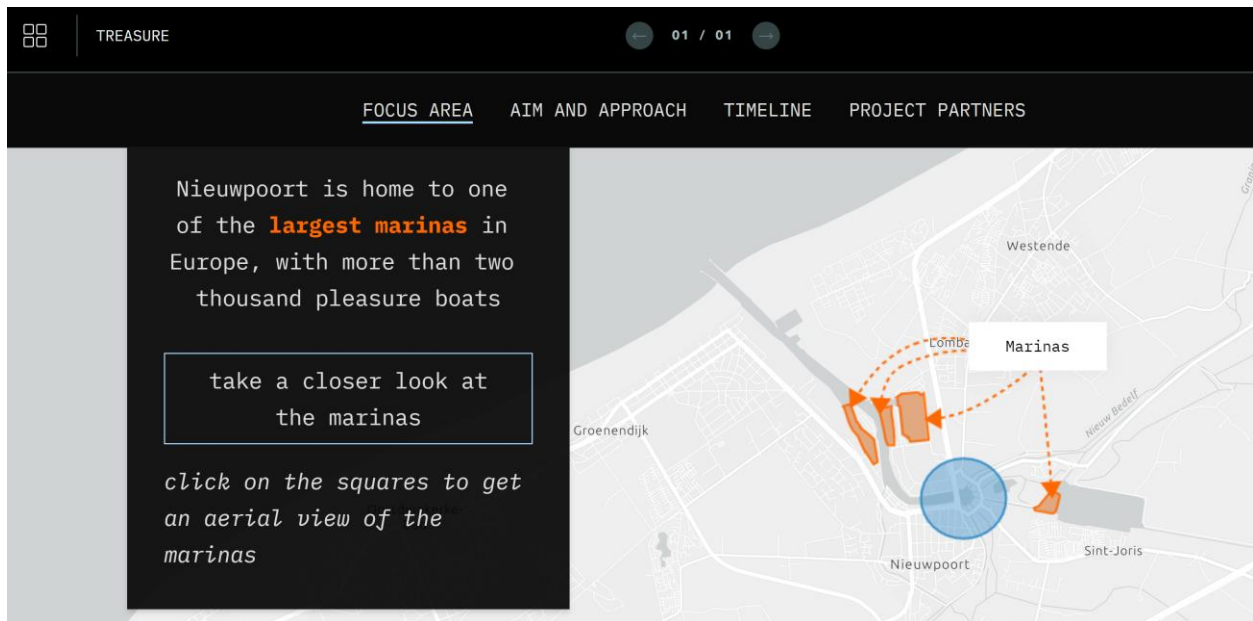 TREASURE
← 01 / 01 →
FOCUS AREA AIM AND APPROACH TIMELINE PROJECT PARTNERS
Nieuwpoort is home to one
of the largest marinas in
Europe, with more than two
thousand pleasure boats
take a closer look at
the marinas
click on the squares to get
an aerial view of the
marinas
Westende
Marinas
Groenendijk
Nieuw Bedelf
Nieuwpoort
Sint-Joris